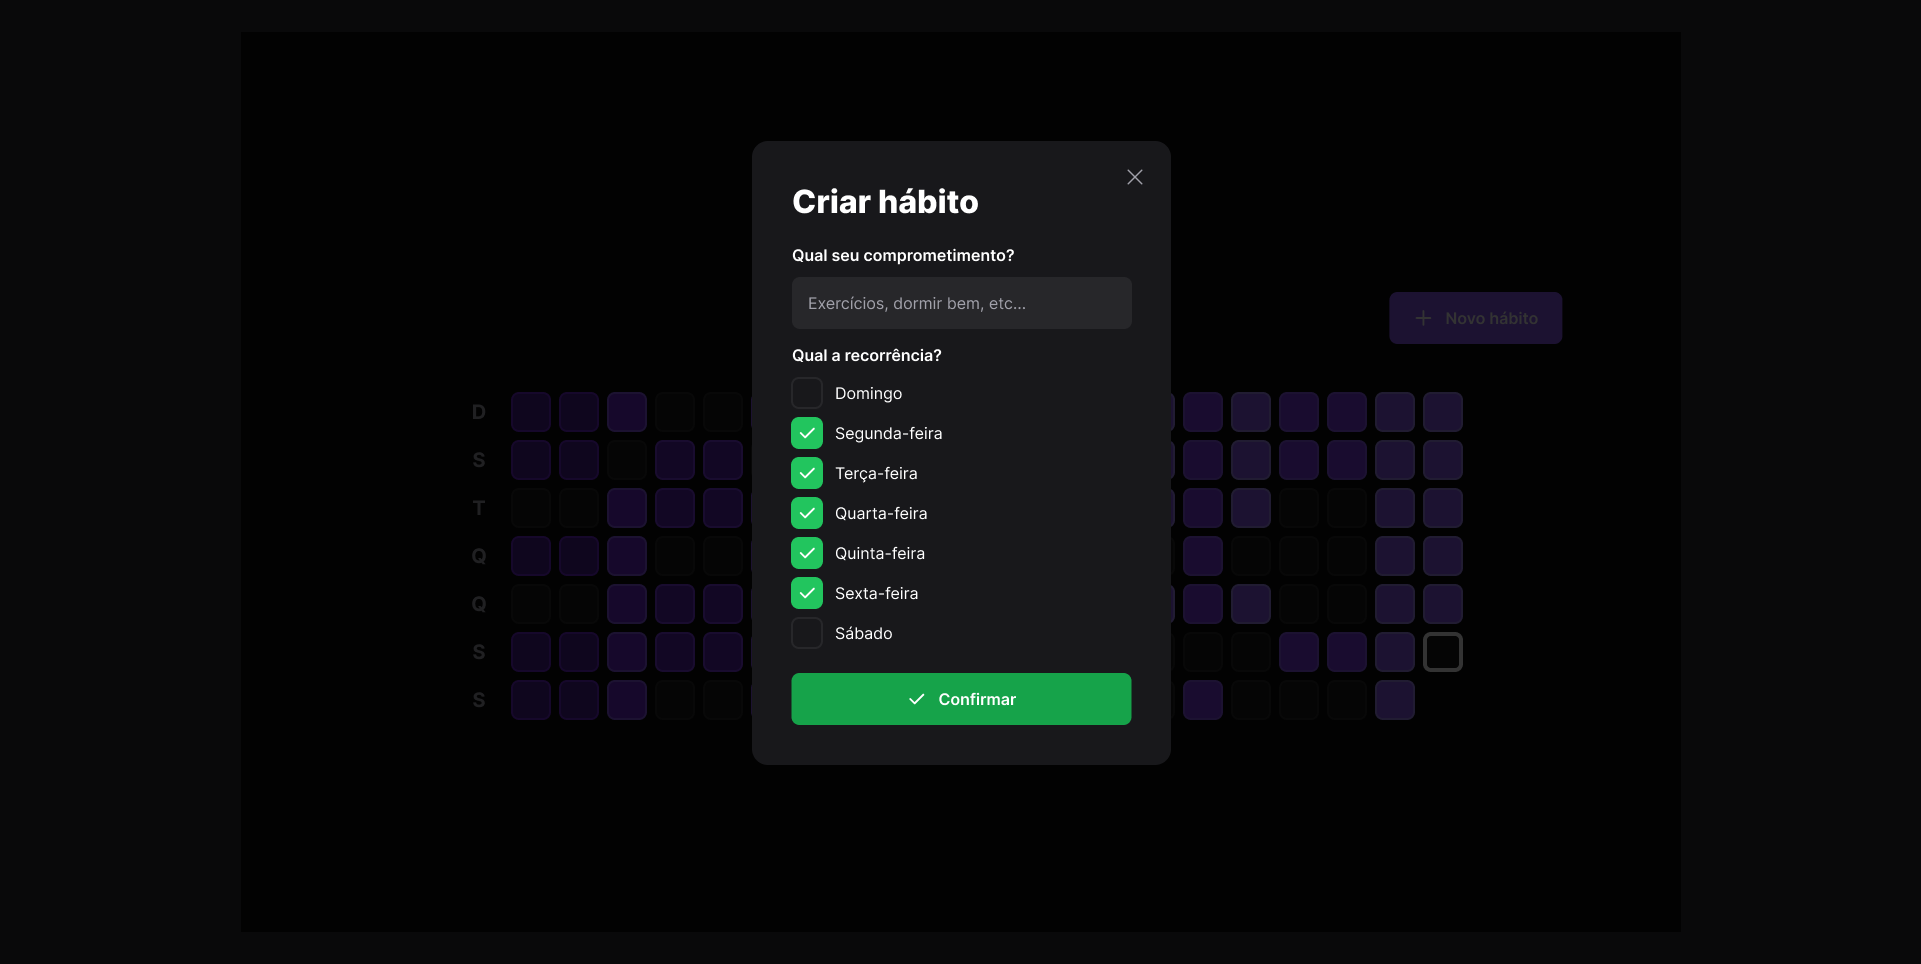 Criar hábito
Qual seu comprometimento?
Exercícios, dormir bem, etc...
Novo hábito
Qual a recorrência?
Domingo
Segunda-feira
Terça-feira
Quarta-feira
Quinta-feira
Sexta-feira
Sábado
Confirmar
D
S
T
Q
Q
S
S